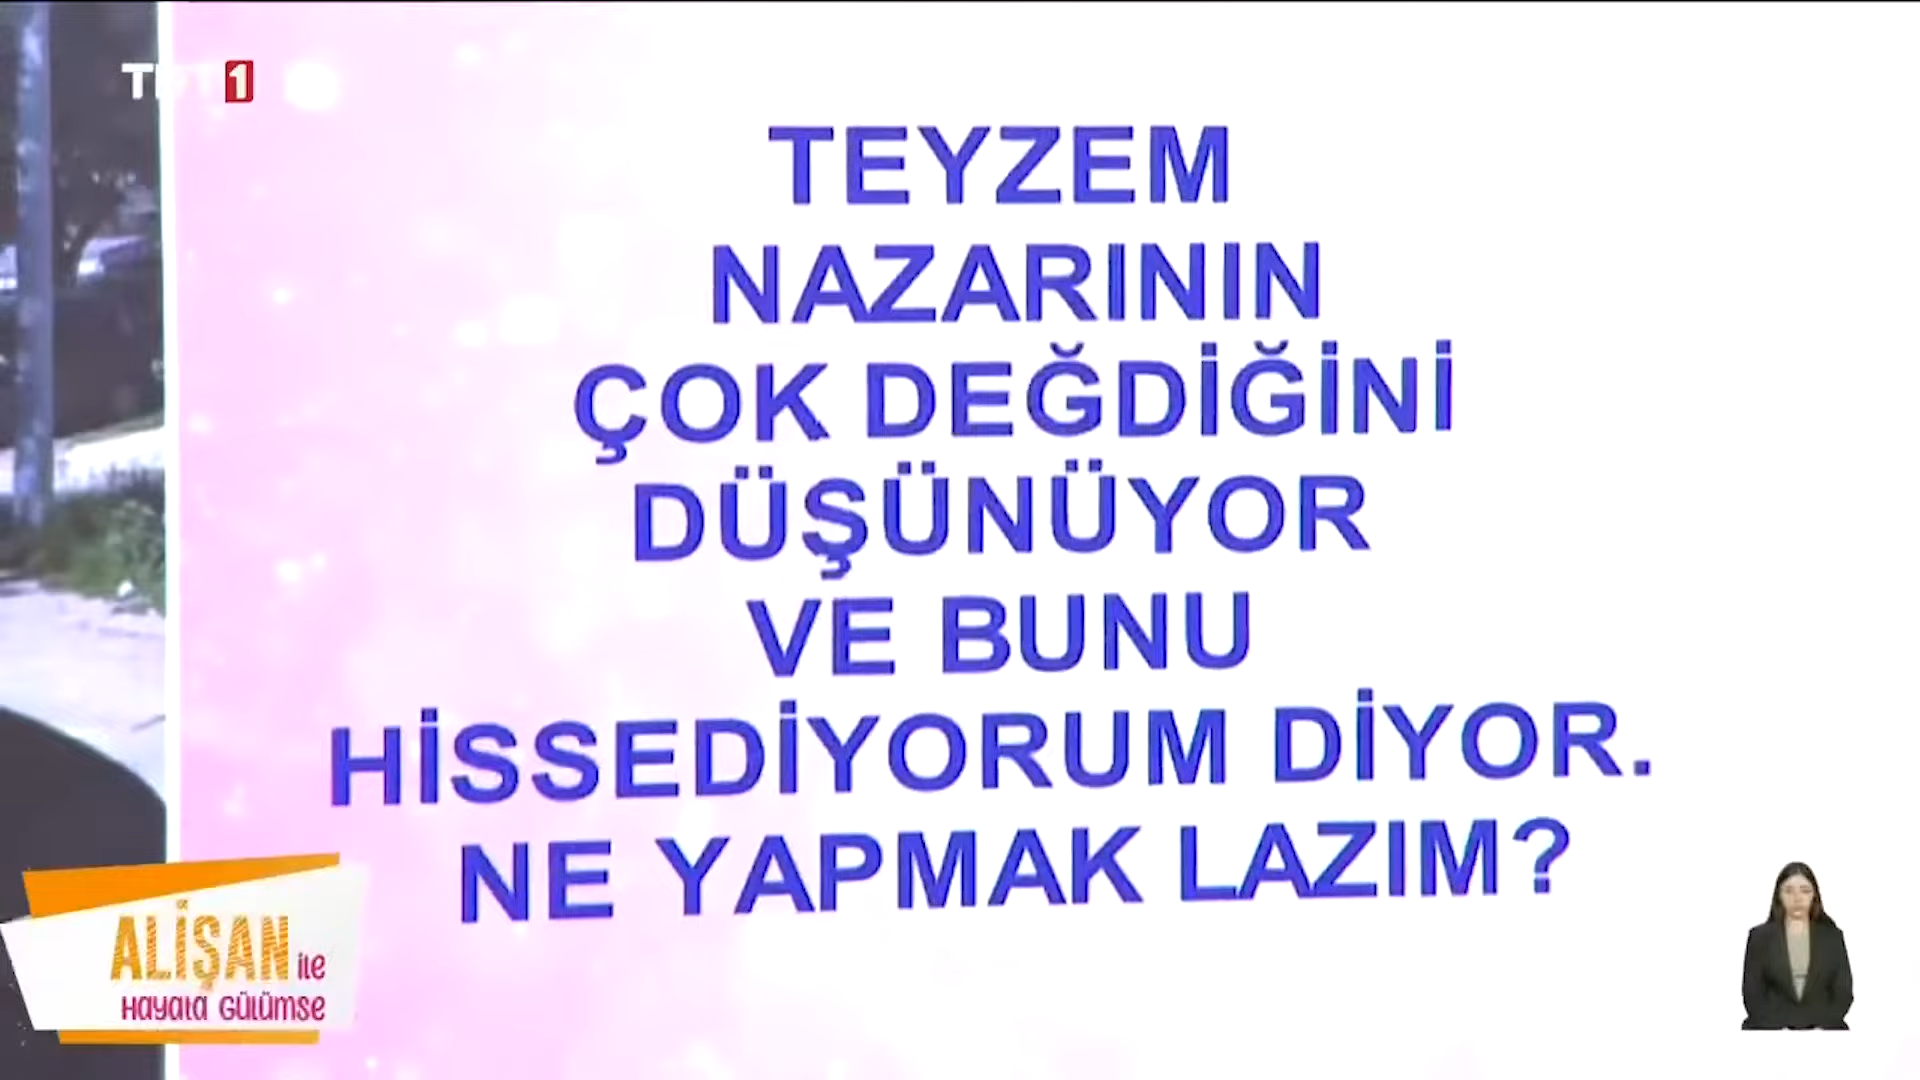 TRT 1
TEYZEM
NAZARININ
ÇOK DEĞDİĞİNİ
DÜŞÜNÜYOR
VE BUNU
HİSSEDİYORUM DİYOR.
NE YAPMAK LAZIM?
ALİŞAN ile
Hayata Gülümse